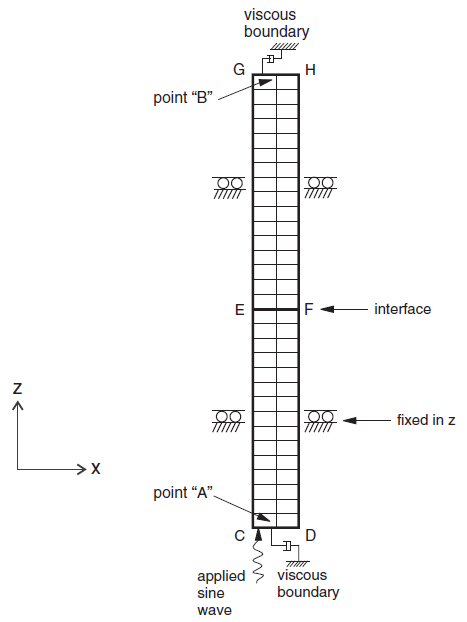 viscous
boundary
G
H
point “B”
E
F
interface
Z
fixed in z
X
point “A”
C
D
applied
sine
wave
viscous
boundary